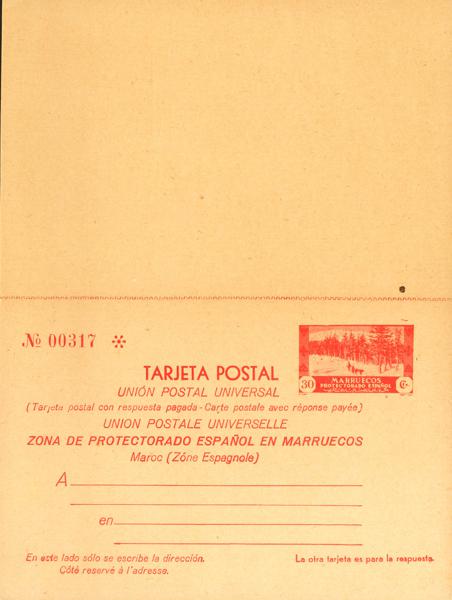 № 00317 *
MARRUECOS
PROTECTORADO ESPAÑOL
30 Cs.
TARJETA POSTAL
UNIÓN POSTAL UNIVERSAL
(Tarjeta postal con respuesta pagada - Carte postale avec réponse payée)
UNION POSTALE UNIVERSELLE
ZONA DE PROTECTORADO ESPAÑOL EN MARRUECOS
Maroc (Zóne Espagnole)
A
en
En este lado sólo se escribe la dirección.
Côté reservé à l'adresse.
La otra tarjeta es para la respuesta.